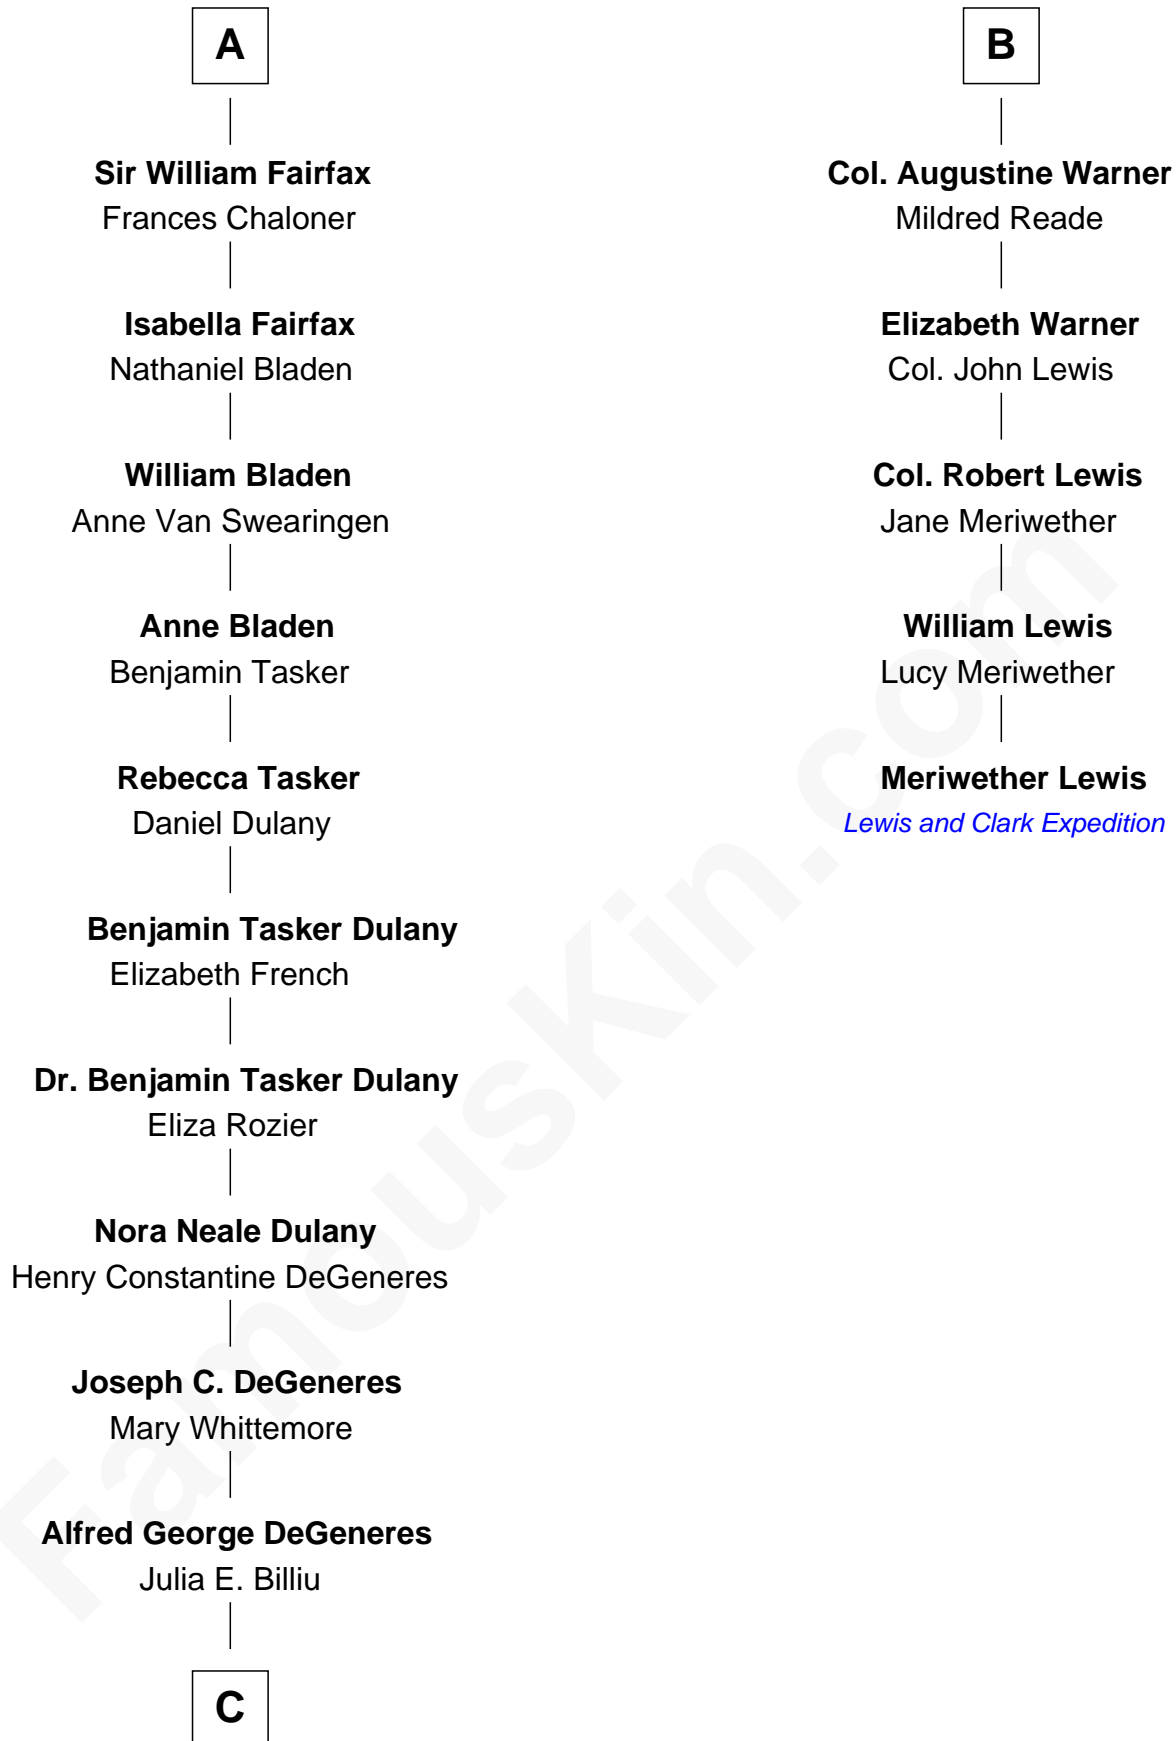 A
Sir William Fairfax
Frances Chaloner
Isabella Fairfax
Nathaniel Bladen
William Bladen
Anne Van Swearingen
Anne Bladen
Benjamin Tasker
Rebecca Tasker
Daniel Dulany
Benjamin Tasker Dulany
Elizabeth French
Dr. Benjamin Tasker Dulany
Eliza Rozier
Nora Neale Dulany
Henry Constantine DeGeneres
Joseph C. DeGeneres
Mary Whittemore
Alfred George DeGeneres
Julia E. Billiu
C
B
Col. Augustine Warner
Mildred Reade
Elizabeth Warner
Col. John Lewis
Col. Robert Lewis
Jane Meriwether
William Lewis
Lucy Meriwether
Meriwether Lewis
Lewis and Clark Expedition
FamousKin.com